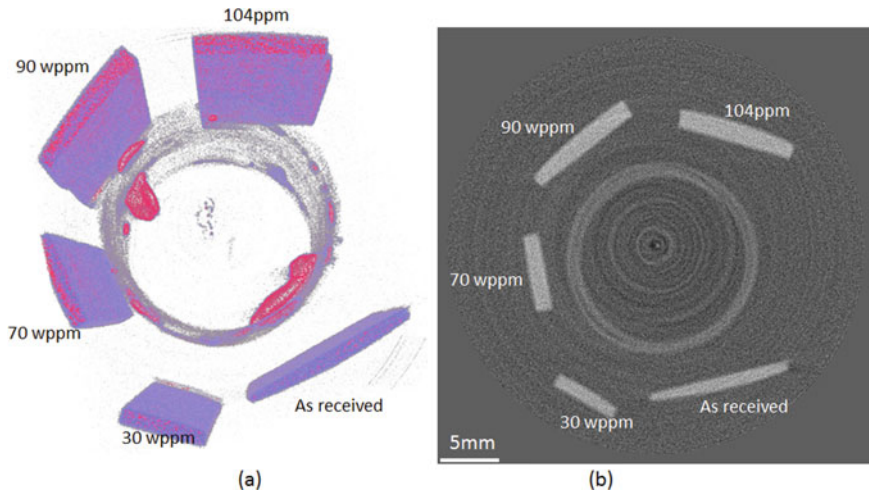 104ppm
90 wppm
70 wppm
30 wppm
As received
(a)
104ppm
90 wppm
70 wppm
30 wppm
As received
5mm
(b)